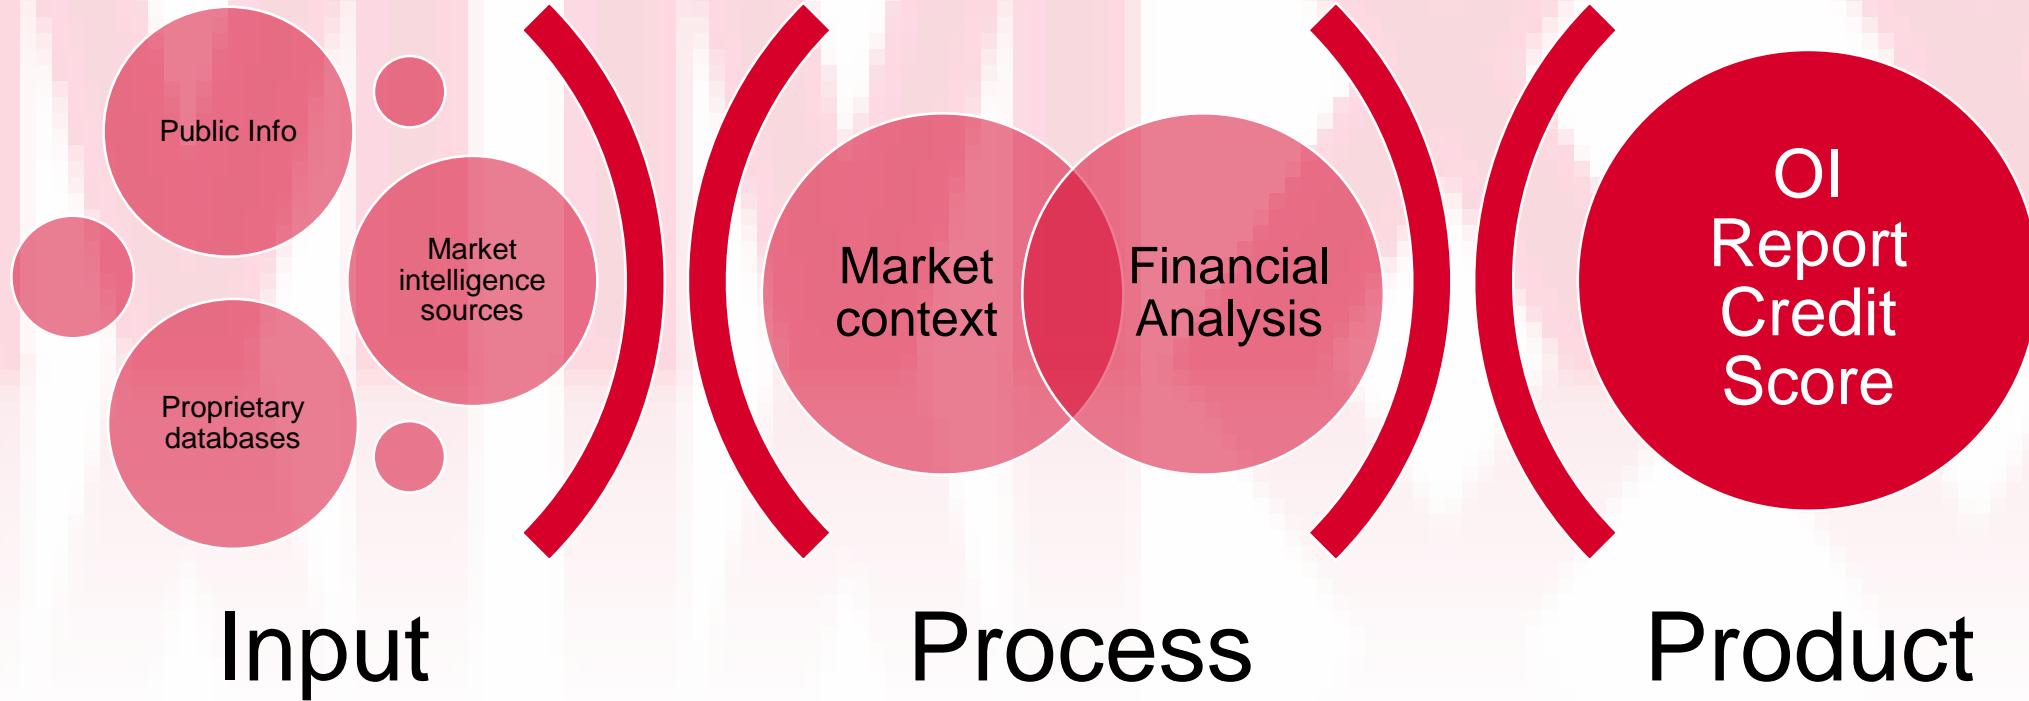 Public Info
Market
intelligence
sources
Proprietary
databases
Market
context
Financial
Analysis
OI
Report
Credit
Score
Input
Process
Product